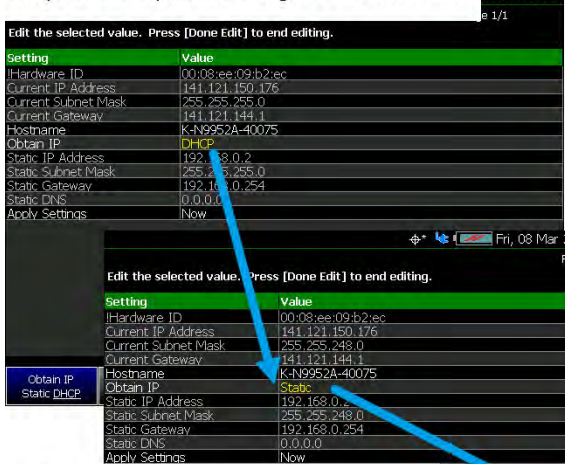 e 1/1
Edit the selected value. Press [Done Edit] to end editing.
Setting Value
!Hardware ID 00:08:ee:09:b2:ec
Current IP Address 141.121.150.176
Current Subnet Mask 255.255.255.0
Current Gateway 141.121.144.1
Hostname K-N9952A-40075
Obtain IP DHCP
Static IP Address 192.168.0.2
Static Subnet Mask 255.255.255.0
Static Gateway 192.168.0.254
Static DNS 0.0.0.0
Apply Settings Now
Fri, 08 Mar
Edit the selected value. Press [Done Edit] to end editing.
Setting Value
!Hardware ID 00:08:ee:09:b2:ec
Current IP Address 141.121.150.176
Current Subnet Mask 255.255.248.0
Current Gateway 141.121.144.1
Hostname K-N9952A-40075
Obtain IP Static
Static IP Address 192.168.0.2
Static Subnet Mask 255.255.248.0
Static Gateway 192.168.0.254
Static DNS 0.0.0.0
Apply Settings Now
Obtain IP
Static DHCP